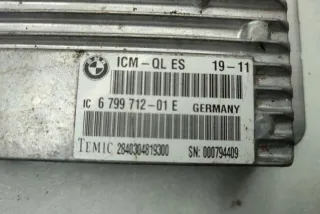 ICM-QL ES 19-11
IC 6 799 712-01 E GERMANY
TEMIC 2840304819300 SN: 000794409